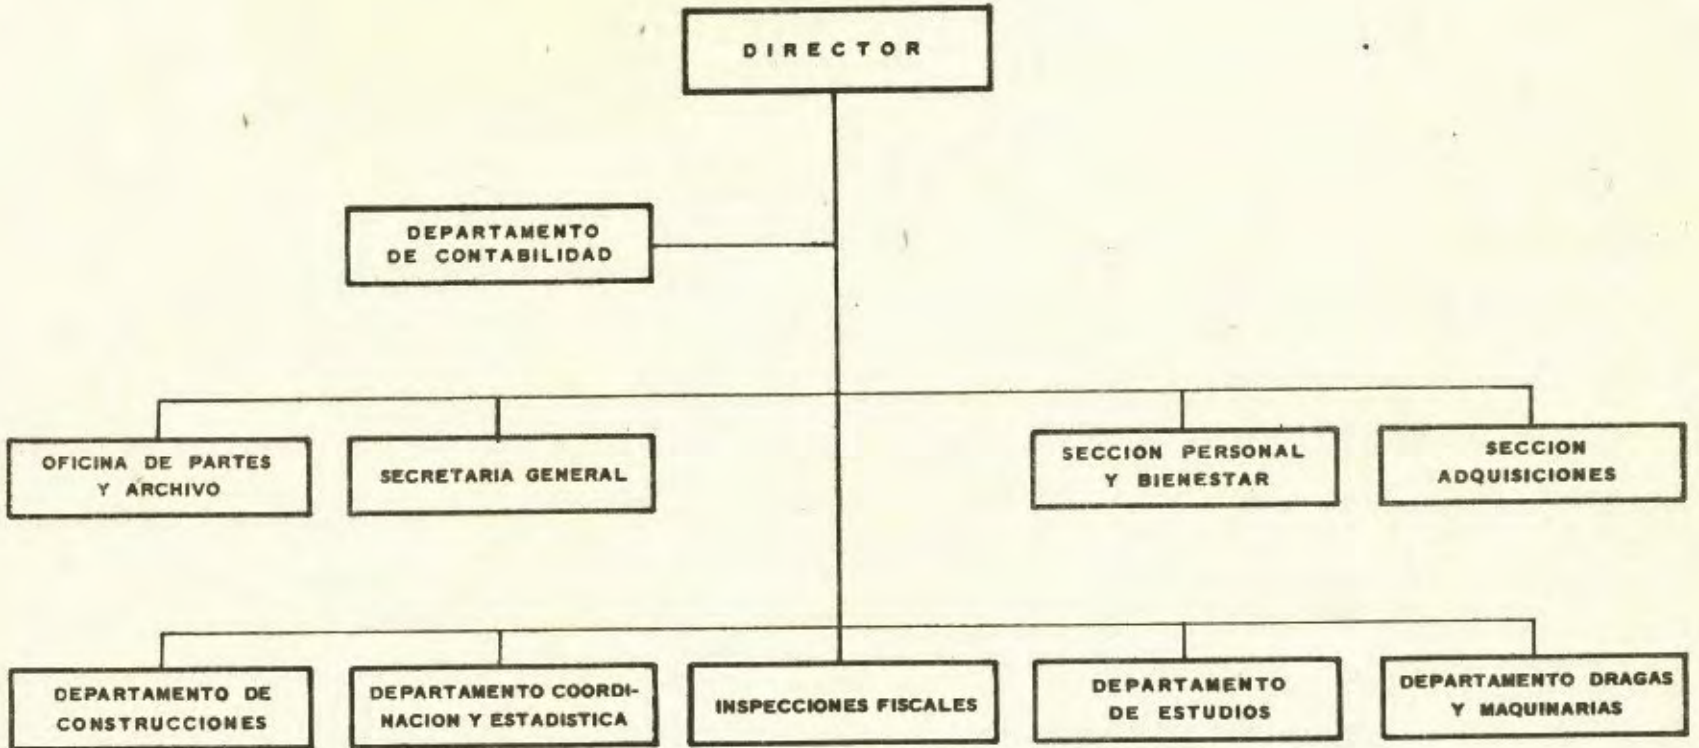 DIRECTOR
DEPARTAMENTO
DE CONTABILIDAD
OFICINA DE PARTES
Y ARCHIVO
SECRETARIA GENERAL
SECCION PERSONAL
Y BIENESTAR
SECCION
ADQUISICIONES
DEPARTAMENTO DE
CONSTRUCCIONES
DEPARTAMENTO COORDI-
NACION Y ESTADISTICA
INSPECCIONES FISCALES
DEPARTAMENTO
DE ESTUDIOS
DEPARTAMENTO DRAGAS
Y MAQUINARIAS